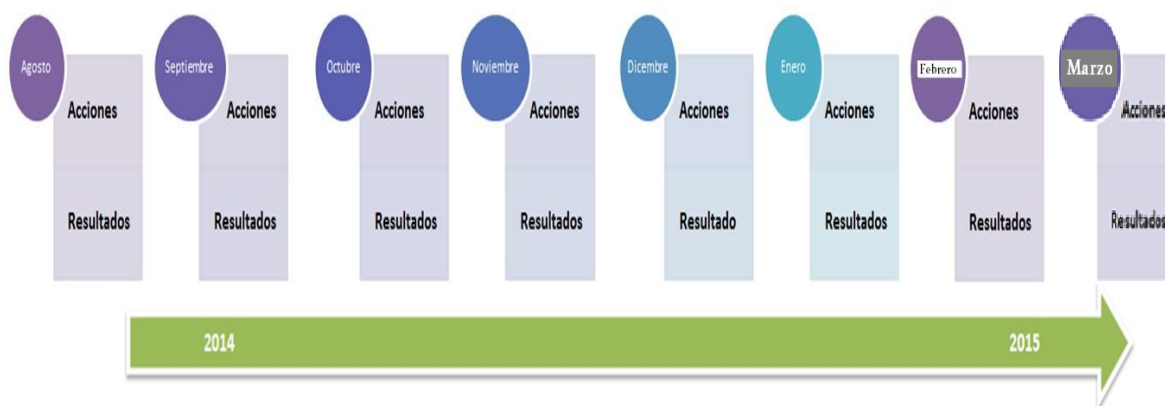 Agosto
Septiembre
Octubre
Noviembre
Dicembre
Enero
Febrero
Marzo
Acciones
Acciones
Acciones
Acciones
Acciones
Acciones
Acciones
Acciones
Resultados
Resultados
Resultados
Resultados
Resultado
Resultados
Resultados
Resultados
2014
2015